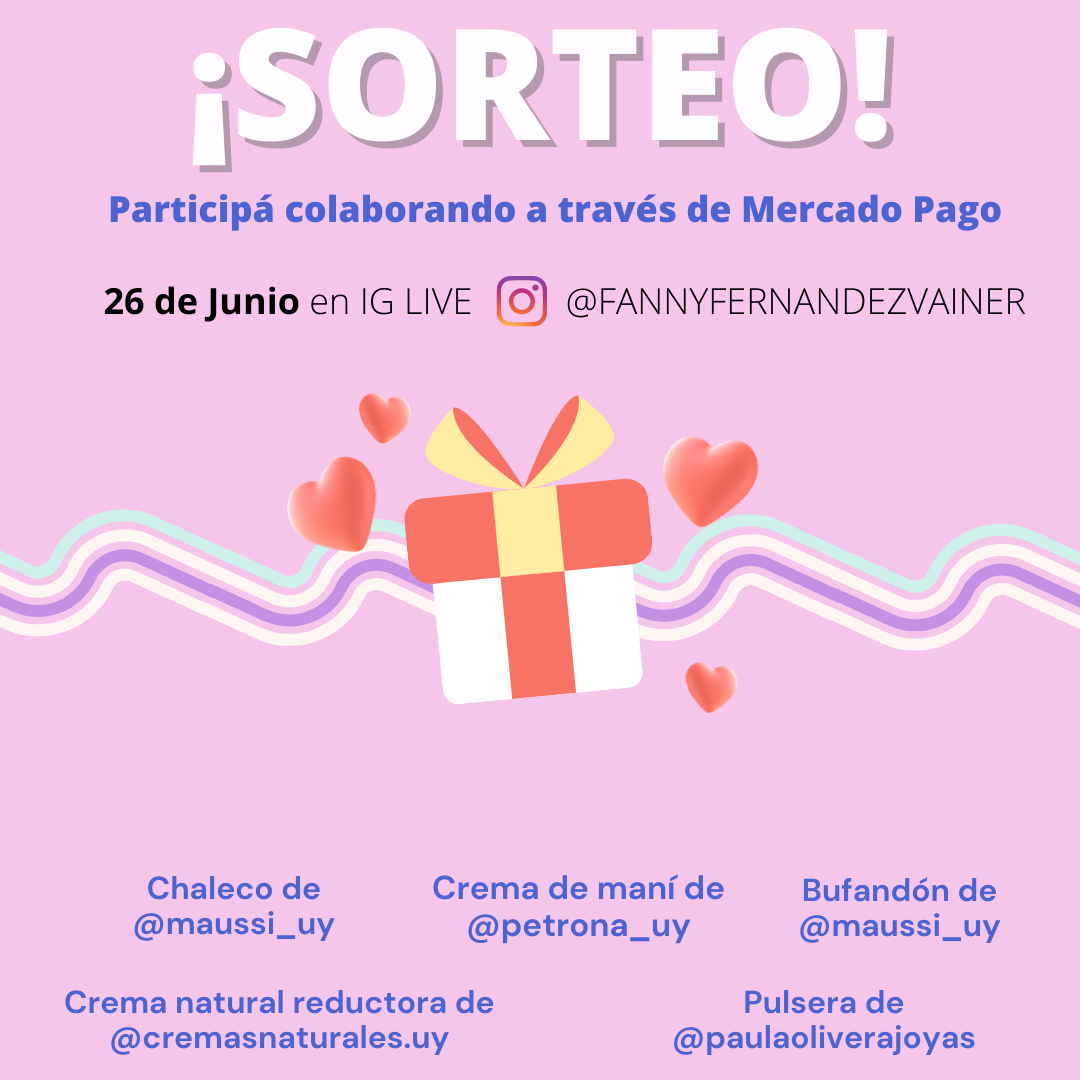 ¡SORTEO!
Participá colaborando a través de Mercado Pago
26 de Junio en IG LIVE @FANNYFERNANDEZVAINER
Chaleco de
@maussi_uy
Crema de maní de
@petrona_uy
Bufandón de
@maussi_uy
Crema natural reductora de
@cremasnaturales.uy
Pulsera de
@paulaoliverajoyas